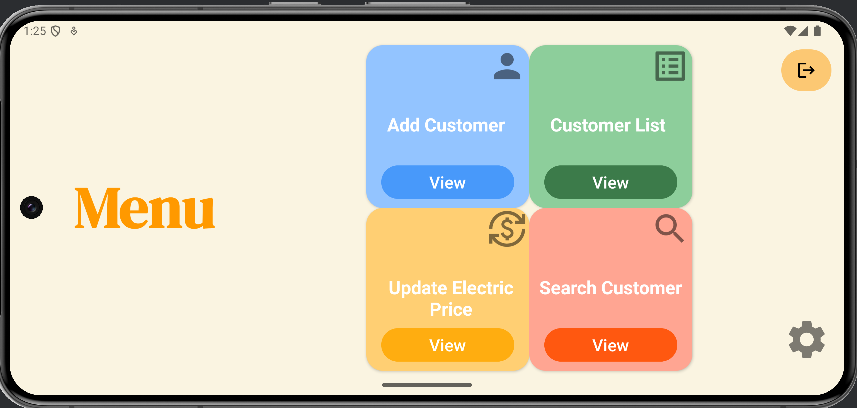 1:25
Menu
Add Customer
View
Customer List
View
Update Electric
Price
View
Search Customer
View